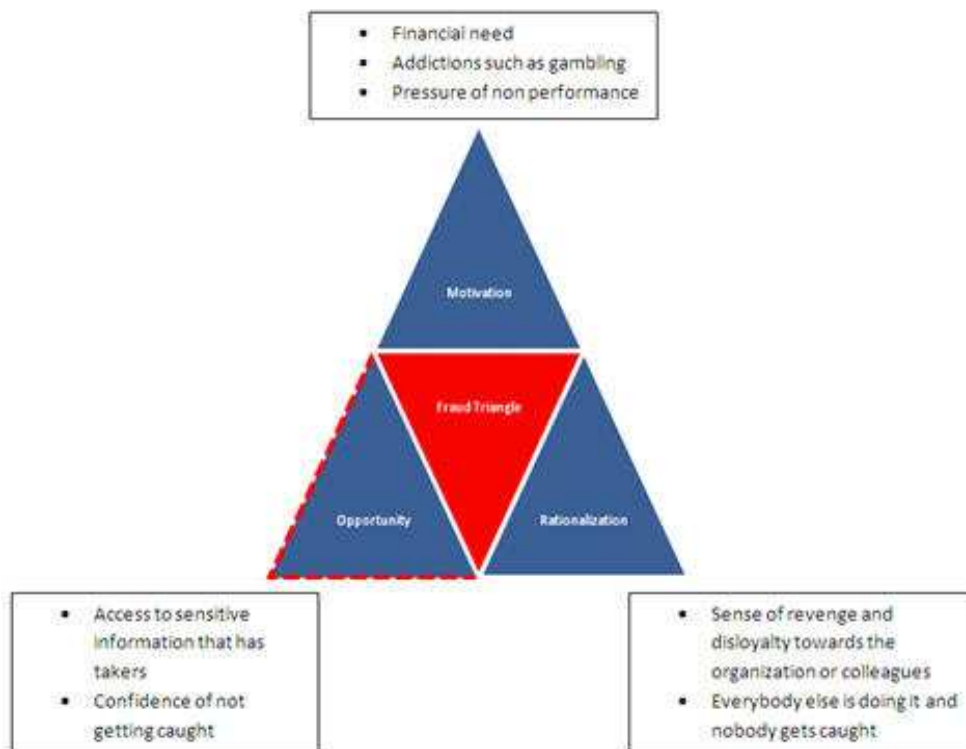 • Financial need
• Addictions such as gambling
• Pressure of non performance
Motivation
Fraud Triangle
Opportunity
Rationalization
• Access to sensitive
information that has
takers
• Confidence of not
getting caught
• Sense of revenge and
disloyalty towards the
organization or colleagues
• Everybody else is doing it and
nobody gets caught